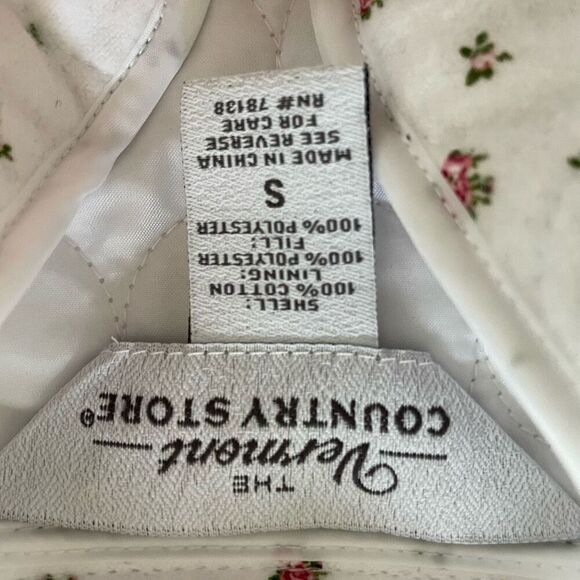 THE
Vermont
COUNTRY STORE®
SHELL:
100% COTTON
LINING:
100% POLYESTER
FILL:
100% POLYESTER
S
MADE IN CHINA
SEE REVERSE
FOR CARE
RN# 78138